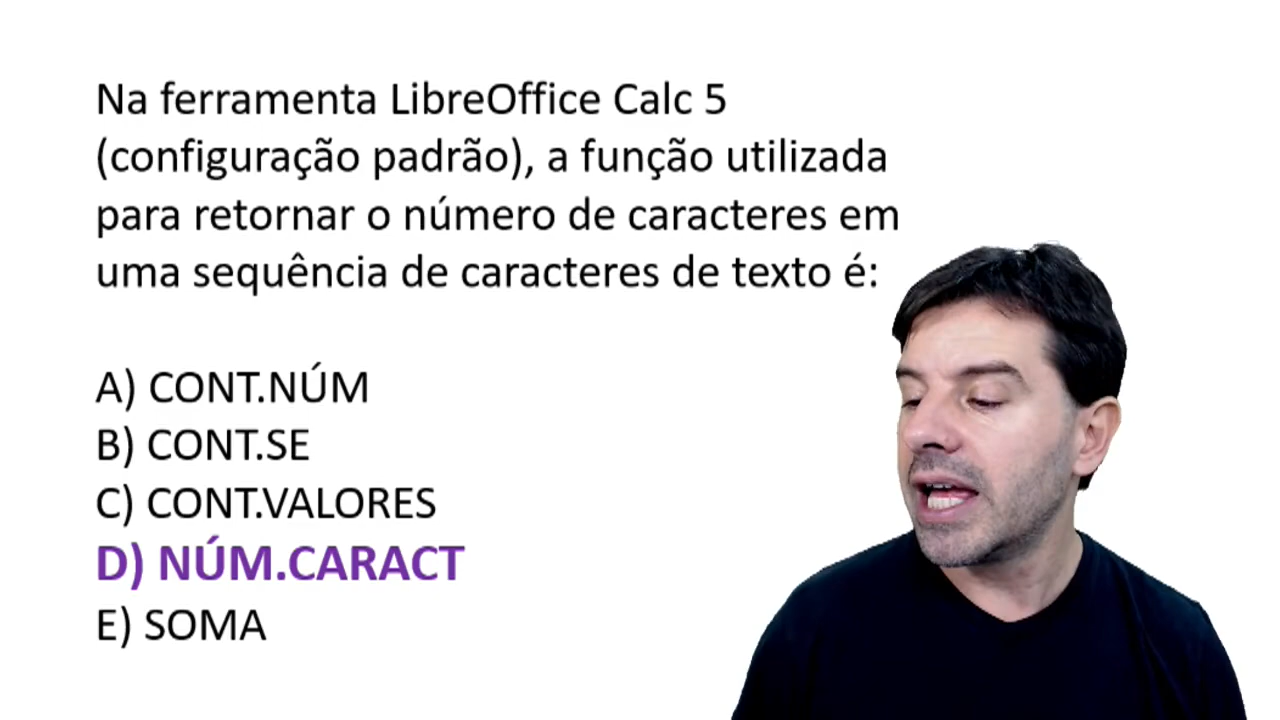 Na ferramenta LibreOffice Calc 5
(configuração padrão), a função utilizada
para retornar o número de caracteres em
uma sequência de caracteres de texto é:
A) CONT.NÚM
B) CONT.SE
C) CONT.VALORES
D) NÚM.CARACT
E) SOMA